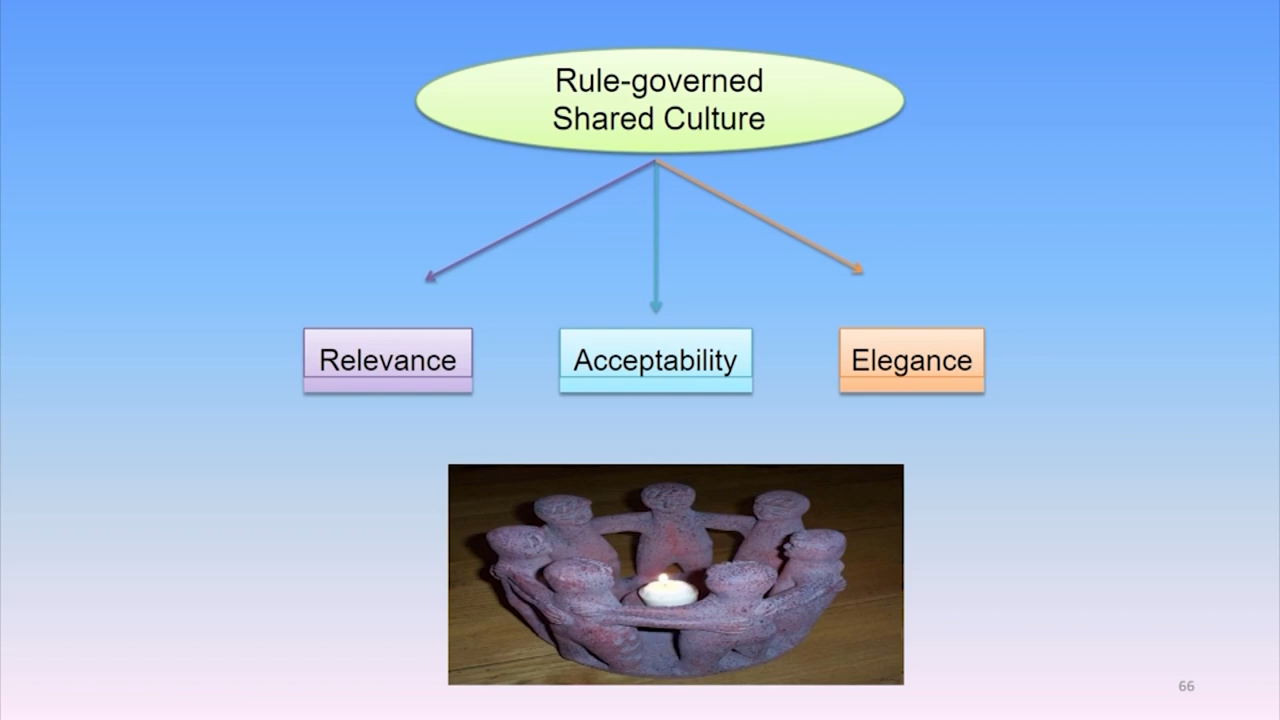 Rule-governed
Shared Culture
Relevance
Acceptability
Elegance
66